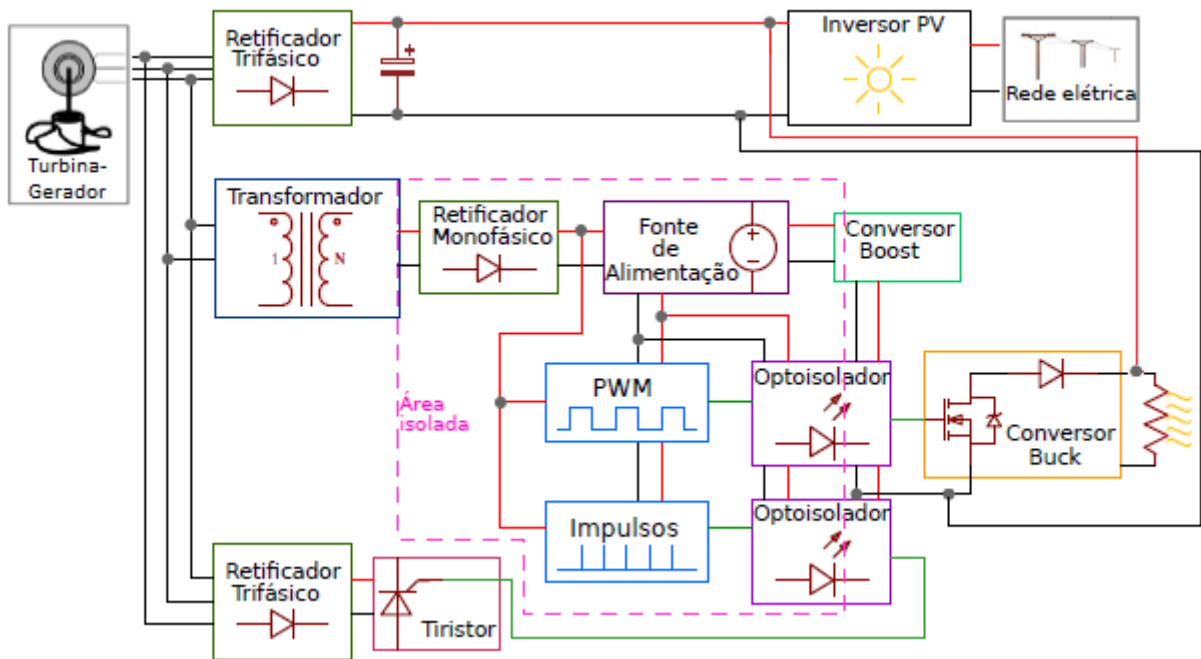 Turbina-
Gerador
Retificador
Trifásico
+
Inversor PV
Rede elétrica
Transformador
1
N
Retificador
Monofásico
Fonte
de
Alimentação
+
−
Conversor
Boost
Área
isolada
PWM
Optoisolador
Conversor
Buck
Impulsos
Optoisolador
Retificador
Trifásico
Tiristor